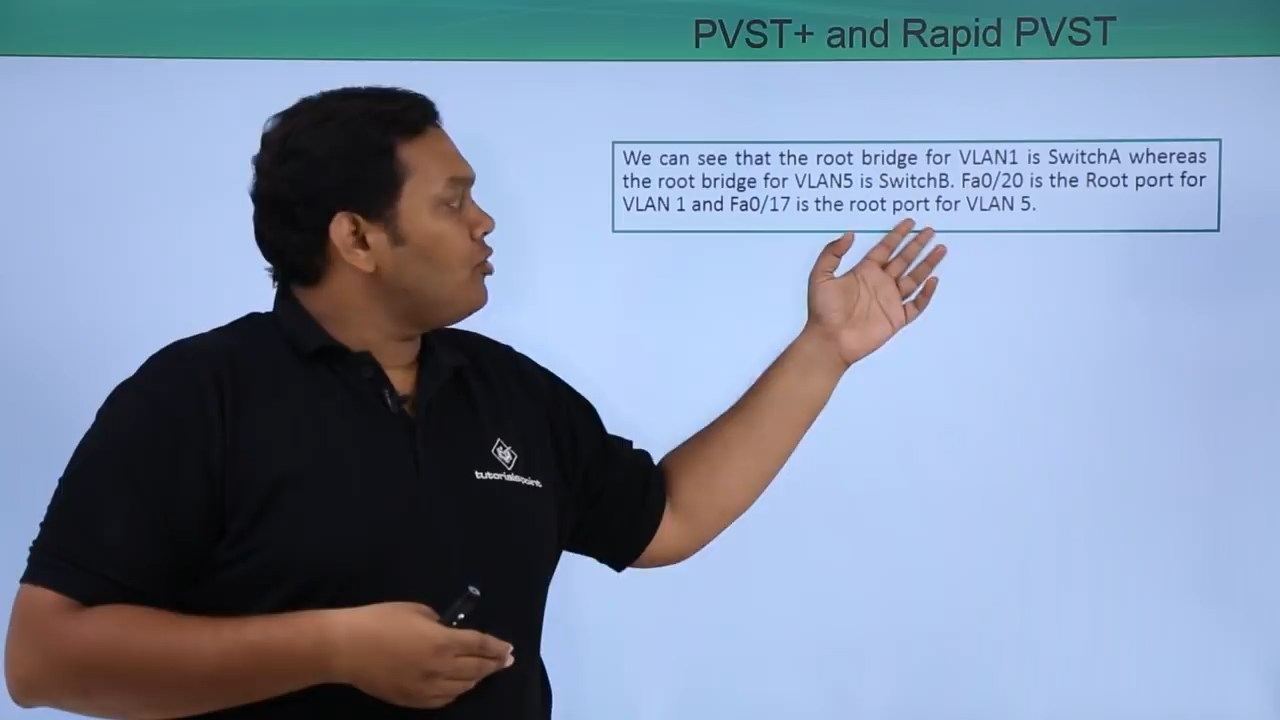 PVST+ and Rapid PVST
We can see that the root bridge for VLAN1 is SwitchA whereas
the root bridge for VLAN5 is SwitchB. Fa0/20 is the Root port for
VLAN 1 and Fa0/17 is the root port for VLAN 5.
tutorialspoint